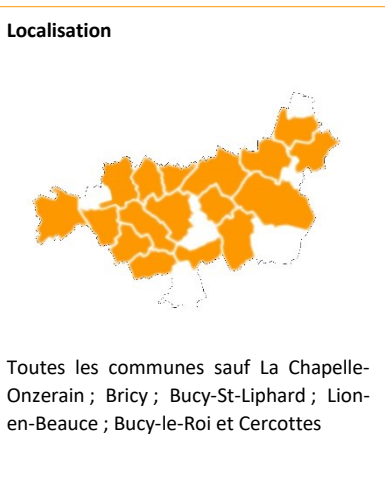 Localisation
Toutes les communes sauf La Chapelle-
Onzerain ; Bricy ; Bucy-St-Liphard ; Lion-
en-Beauce ; Bucy-le-Roi et Cercottes